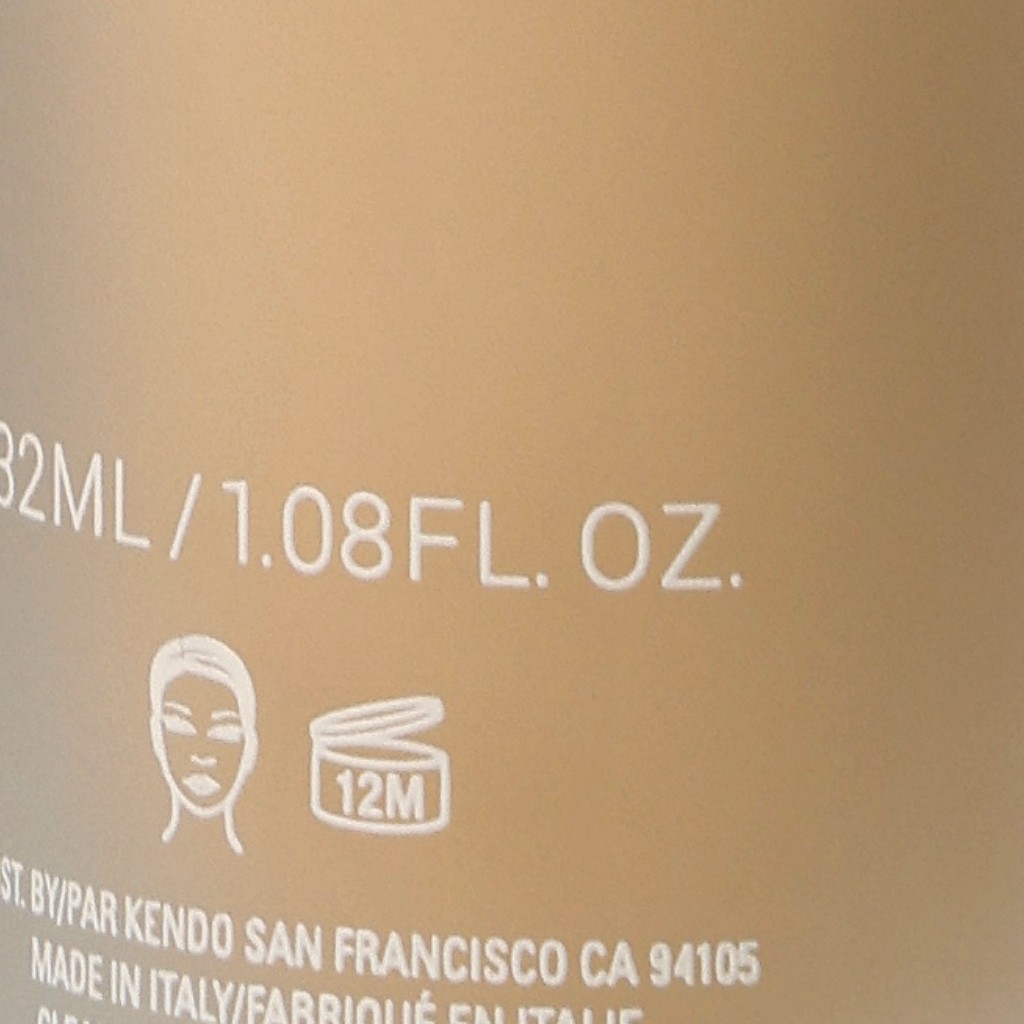 32ML / 1.08FL. OZ.
12M
ST. BY/PAR KENDO SAN FRANCISCO CA 94105
MADE IN ITALY/FABRIQUÉ EN ITALIE